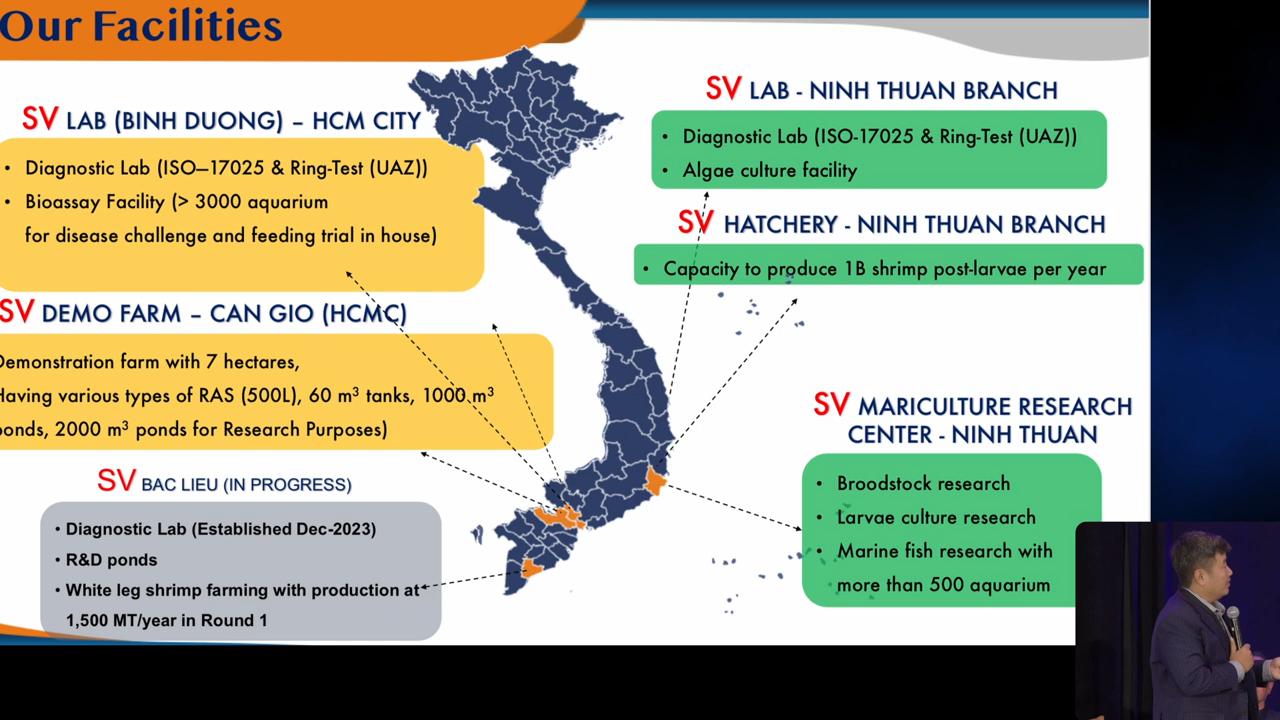 Our Facilities
SV LAB (BINH DUONG) – HCM CITY
• Diagnostic Lab (ISO–17025 & Ring-Test (UAZ))
• Bioassay Facility (> 3000 aquarium
for disease challenge and feeding trial in house)
SV DEMO FARM – CAN GIO (HCMC)
Demonstration farm with 7 hectares,
Having various types of RAS (500L), 60 m³ tanks, 1000 m³
ponds, 2000 m³ ponds for Research Purposes)
SV BAC LIEU (IN PROGRESS)
• Diagnostic Lab (Established Dec-2023)
• R&D ponds
• White leg shrimp farming with production at
1,500 MT/year in Round 1
SV LAB - NINH THUAN BRANCH
• Diagnostic Lab (ISO-17025 & Ring-Test (UAZ))
• Algae culture facility
SV HATCHERY - NINH THUAN BRANCH
• Capacity to produce 1B shrimp post-larvae per year
SV MARICULTURE RESEARCH
CENTER - NINH THUAN
• Broodstock research
• Larvae culture research
• Marine fish research with
more than 500 aquarium